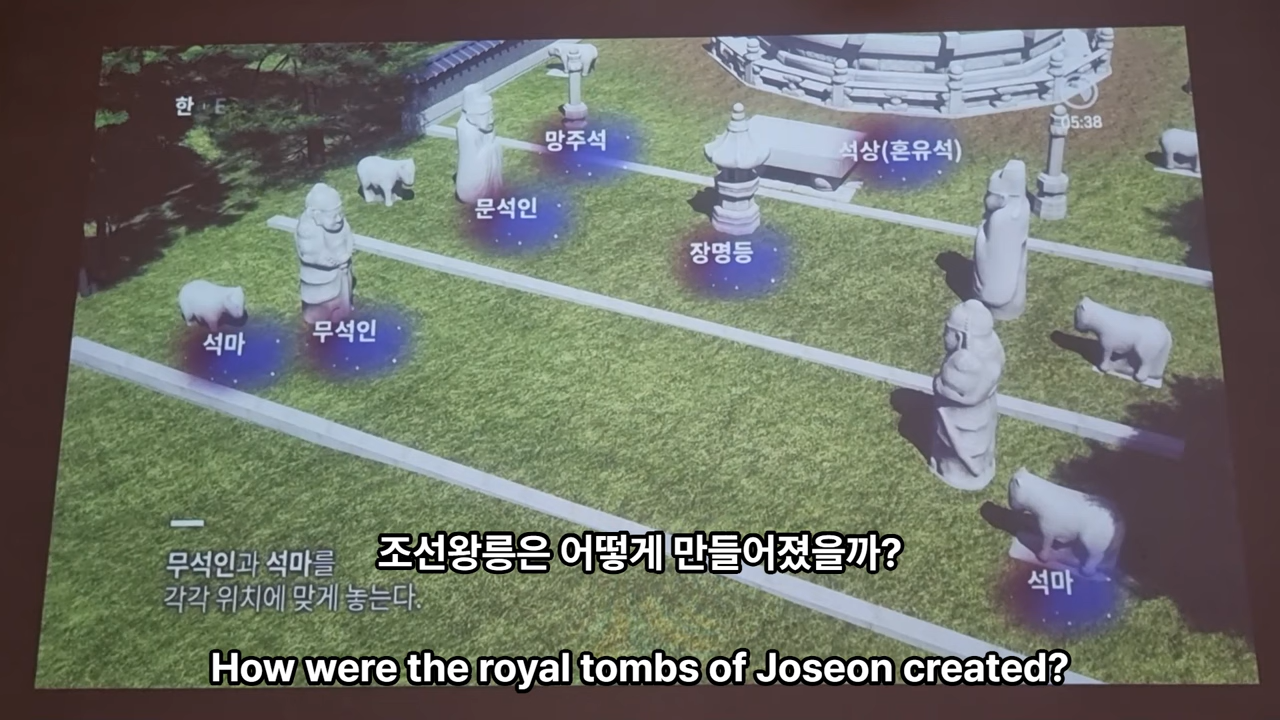 한 · E
05:38
망주석
석상(혼유석)
문석인
장명등
무석인
석마
석마
무석인과 석마를
각각 위치에 맞게 놓는다.
조선왕릉은 어떻게 만들어졌을까?
How were the royal tombs of Joseon created?